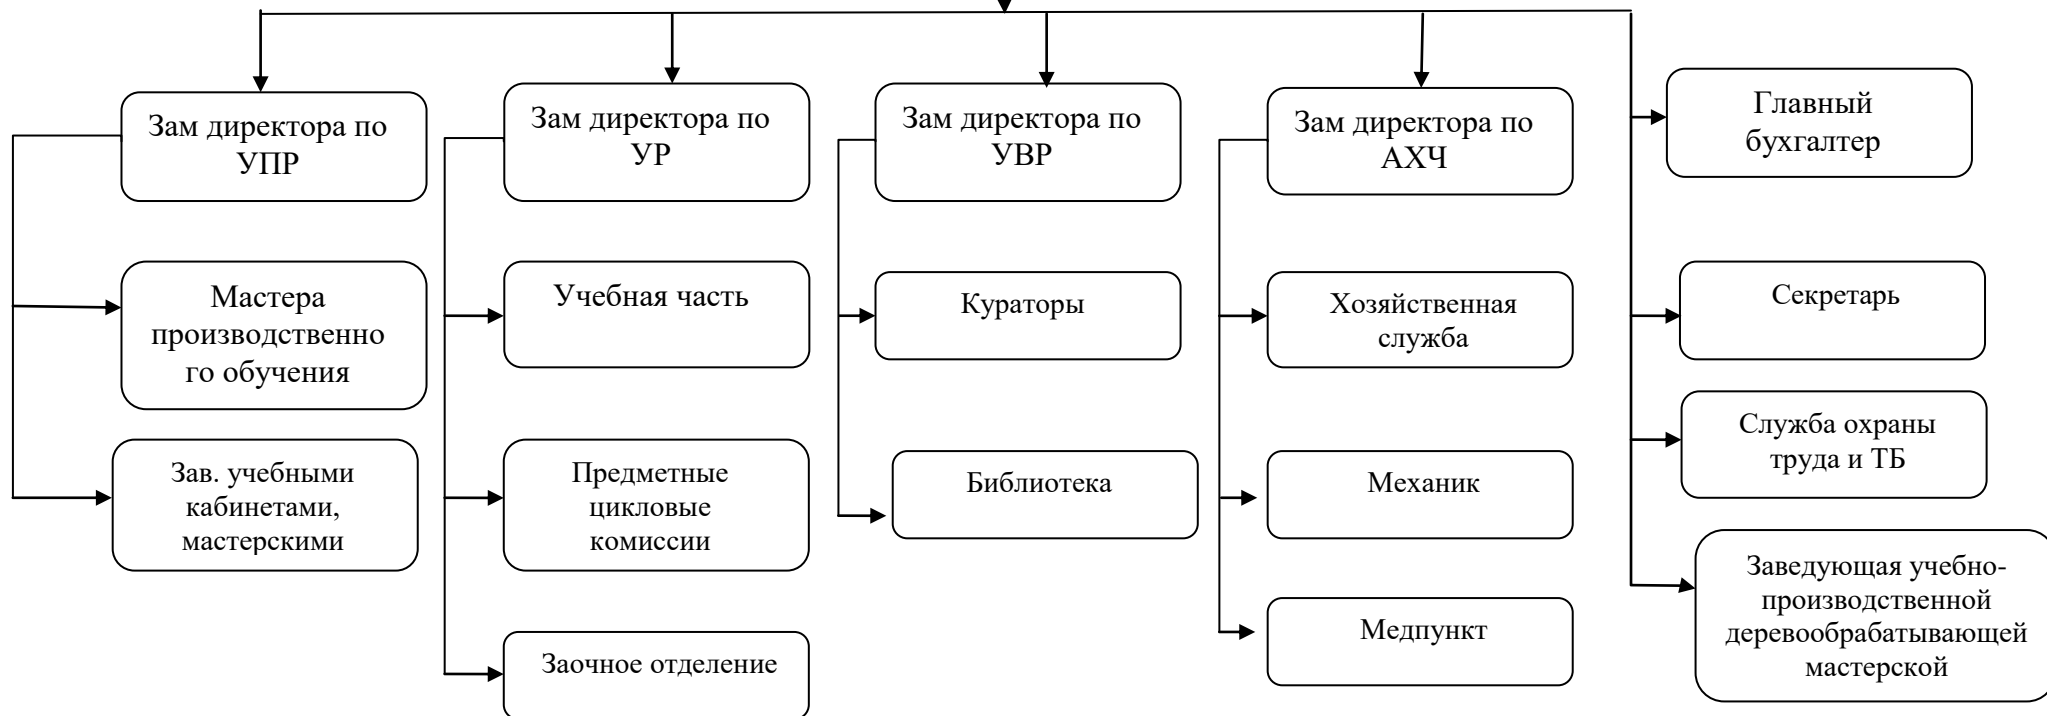 Зам директора по
УПР
Мастера
производственно
го обучения
Зав. учебными
кабинетами,
мастерскими
Зам директора по
УР
Учебная часть
Предметные
цикловые
комиссии
Заочное отделение
Зам директора по
УВР
Кураторы
Библиотека
Зам директора по
АХЧ
Хозяйственная
служба
Механик
Медпункт
Главный
бухгалтер
Секретарь
Служба охраны
труда и ТБ
Заведующая учебно-
производственной
деревообрабатывающей
мастерской